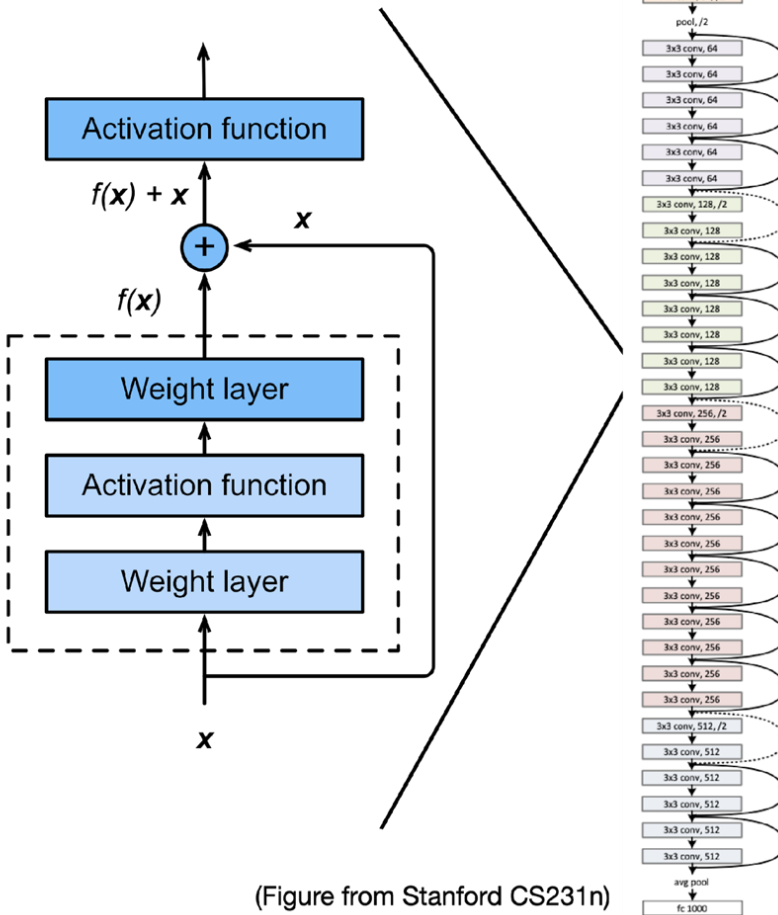 Activation function
f(x) + x
x
+
f(x)
Weight layer
Activation function
Weight layer
x
(Figure from Stanford CS231n)
pool, /2
3x3 conv, 64
3x3 conv, 64
3x3 conv, 64
3x3 conv, 64
3x3 conv, 64
3x3 conv, 64
3x3 conv, 128, /2
3x3 conv, 128
3x3 conv, 128
3x3 conv, 128
3x3 conv, 128
3x3 conv, 128
3x3 conv, 128
3x3 conv, 128
3x3 conv, 256, /2
3x3 conv, 256
3x3 conv, 256
3x3 conv, 256
3x3 conv, 256
3x3 conv, 256
3x3 conv, 256
3x3 conv, 256
3x3 conv, 256
3x3 conv, 256
3x3 conv, 256
3x3 conv, 256
3x3 conv, 512, /2
3x3 conv, 512
3x3 conv, 512
3x3 conv, 512
3x3 conv, 512
3x3 conv, 512
avg pool
fc 1000